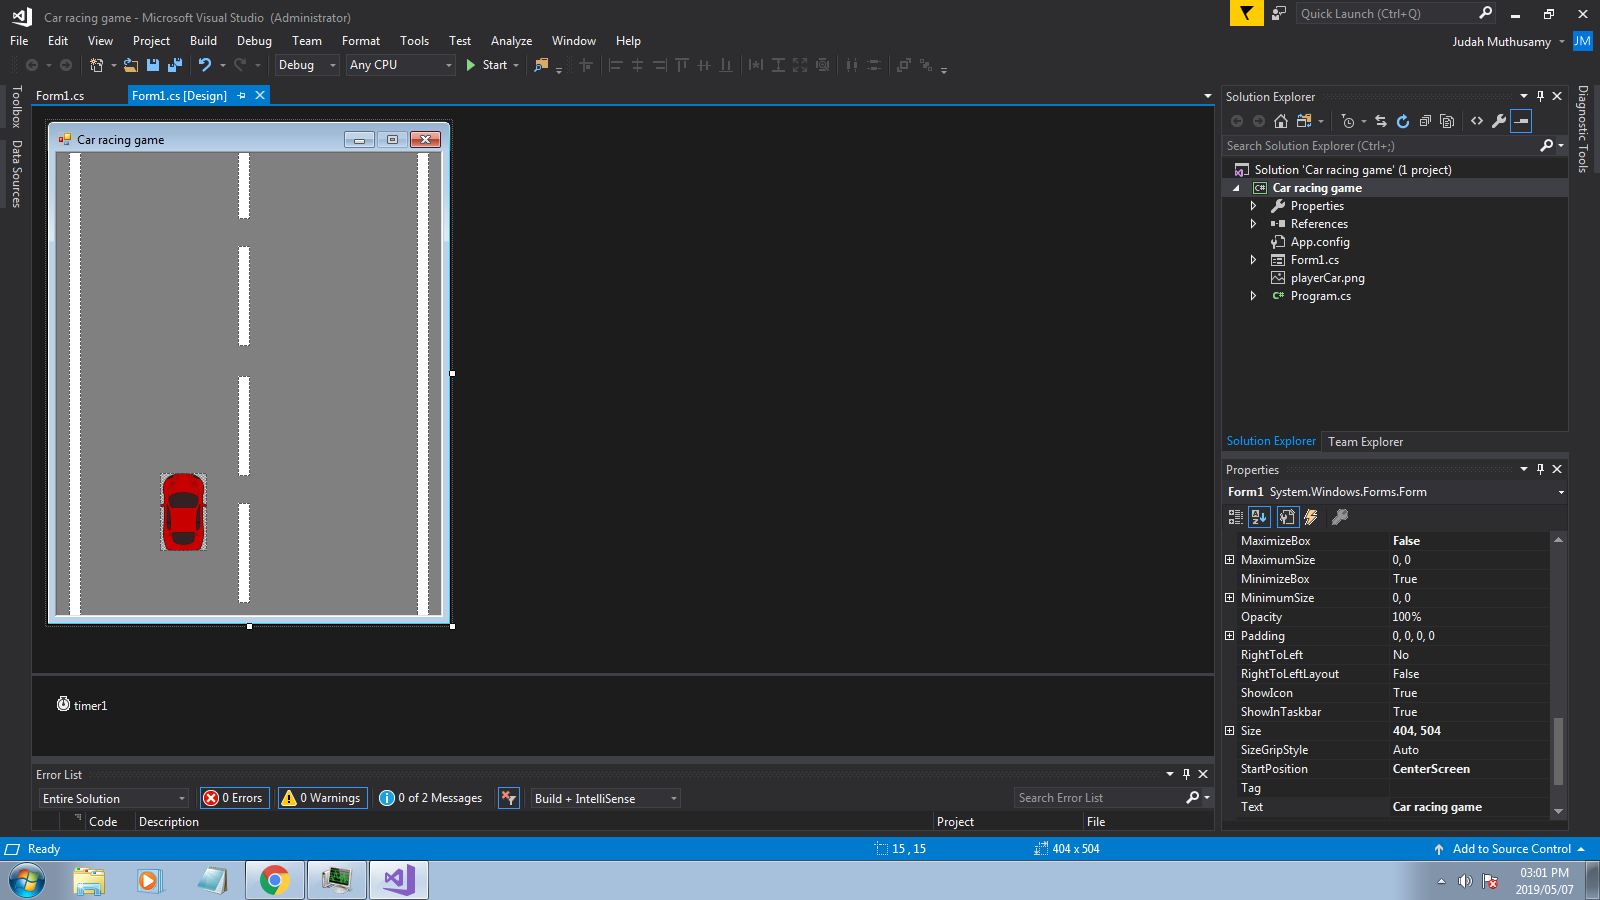 Car racing game - Microsoft Visual Studio (Administrator)
Quick Launch (Ctrl+Q)
File Edit View Project Build Debug Team Format Tools Test Analyze Window Help
Judah Muthusamy JM
Debug Any CPU Start
Toolbox
Data Sources
Form1.cs Form1.cs [Design]
Car racing game
timer1
Error List
Entire Solution 0 Errors 0 Warnings 0 of 2 Messages Build + IntelliSense Search Error List
Code Description Project File
Solution Explorer
Search Solution Explorer (Ctrl+;)
Solution 'Car racing game' (1 project)
C# Car racing game
Properties
References
App.config
Form1.cs
playerCar.png
C# Program.cs
Solution Explorer Team Explorer
Diagnostic Tools
Properties
Form1 System.Windows.Forms.Form
MaximizeBox False
MaximumSize 0, 0
MinimizeBox True
MinimumSize 0, 0
Opacity 100%
Padding 0, 0, 0, 0
RightToLeft No
RightToLeftLayout False
ShowIcon True
ShowInTaskbar True
Size 404, 504
SizeGripStyle Auto
StartPosition CenterScreen
Tag
Text Car racing game
Ready 15 , 15 404 x 504 Add to Source Control
03:01 PM
2019/05/07